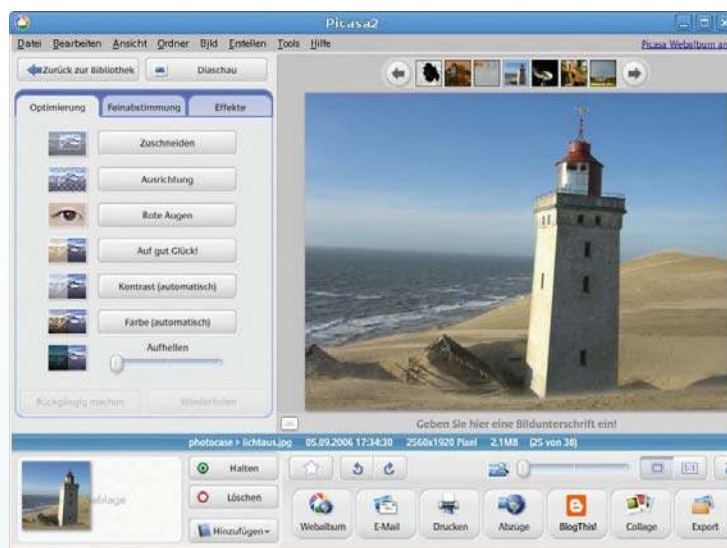 Picasa2
Datei Bearbeiten Ansicht Ordner Bild Erstellen Tools Hilfe
Picasa Webalbum an
Zurück zur Bibliothek
Diaschau
Optimierung Feinabstimmung Effekte
Zuschneiden
Ausrichtung
Rote Augen
Auf gut Glück!
Kontrast (automatisch)
Farbe (automatisch)
Aufhellen
Rückgängig machen Wiederholen
Geben Sie hier eine Bildunterschrift ein!
photocase > lichtaus.jpg 05.09.2006 17:34:30 2560x1920 Pixel 2,1MB (25 von 38)
Halten
Löschen
Hinzufügen
1:1
Webalbum E-Mail Drucken Abzüge BlogThis! Collage Export